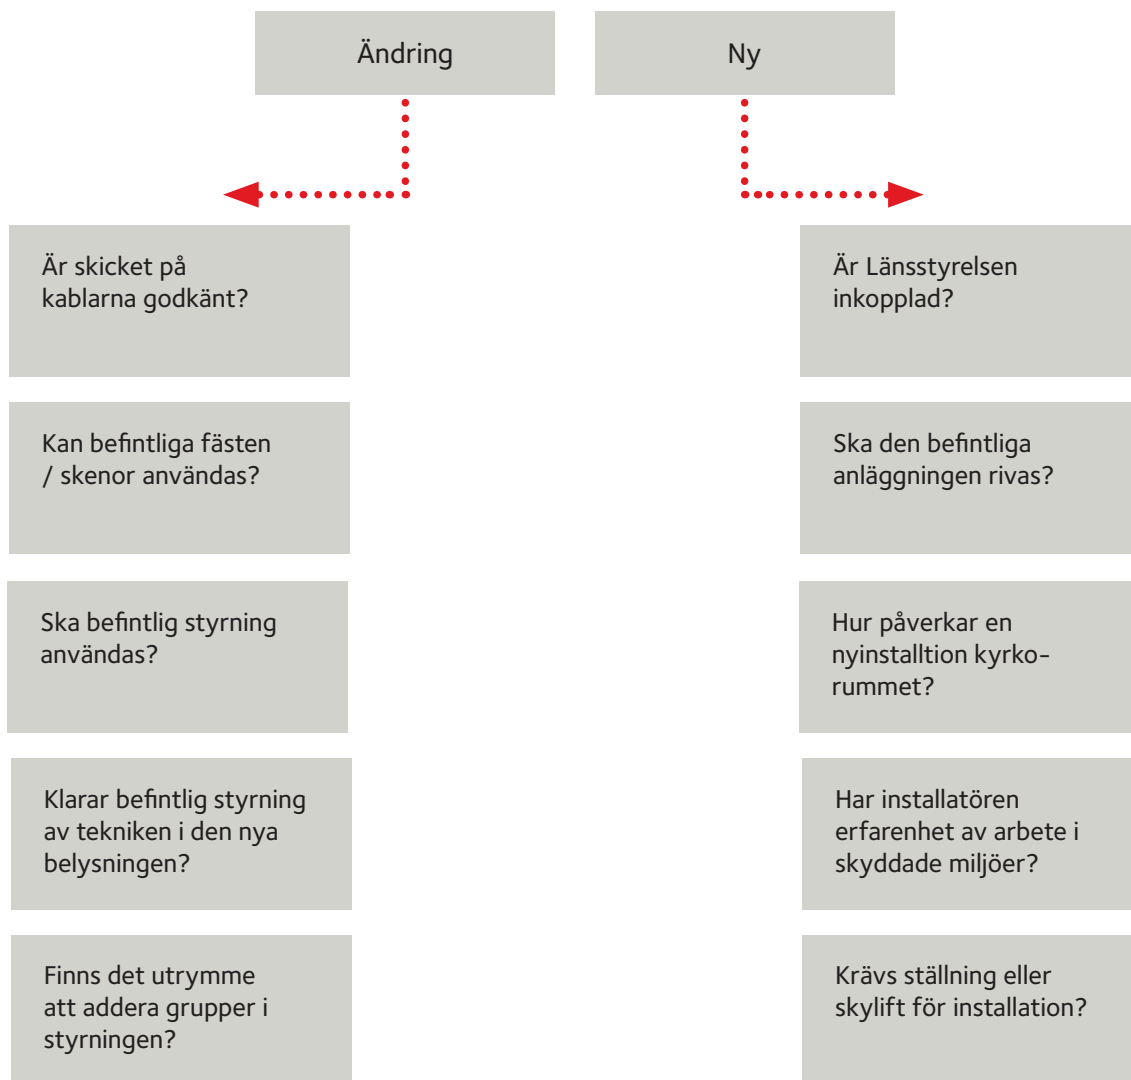 Ändring
Ny
Är skicket på
kablarna godkänt?
Kan befintliga fästen
/ skenor användas?
Ska befintlig styrning
användas?
Klarar befintlig styrning
av tekniken i den nya
belysningen?
Finns det utrymme
att addera grupper i
styrningen?
Är Länsstyrelsen
inkopplad?
Ska den befintliga
anläggningen rivas?
Hur påverkar en
nyinstalltion kyrko-
rummet?
Har installatören
erfarenhet av arbete i
skyddade miljöer?
Krävs ställning eller
skylift för installation?